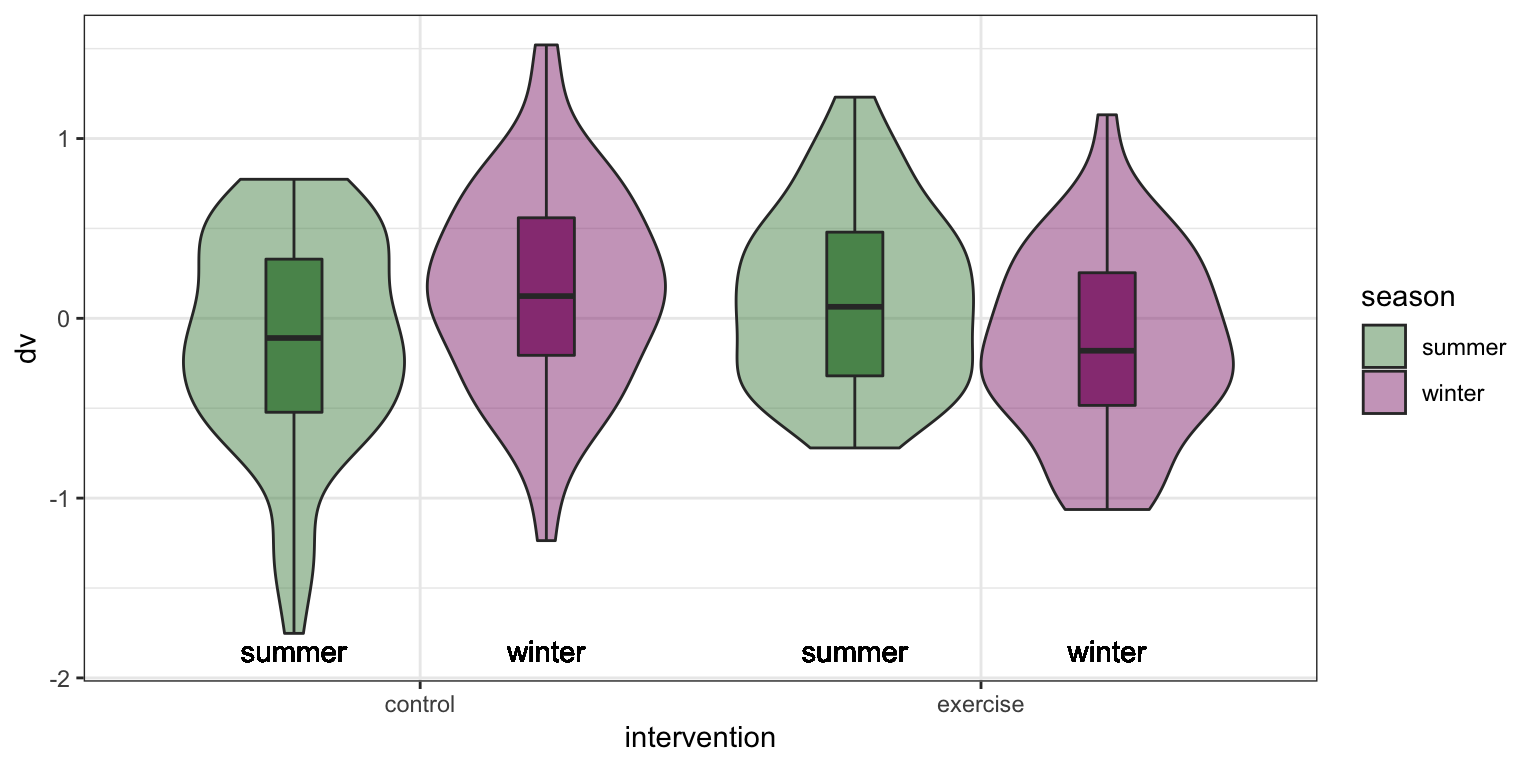 dv
1
0
-1
-2
summer winter summer winter
control exercise
intervention
season
summer
winter